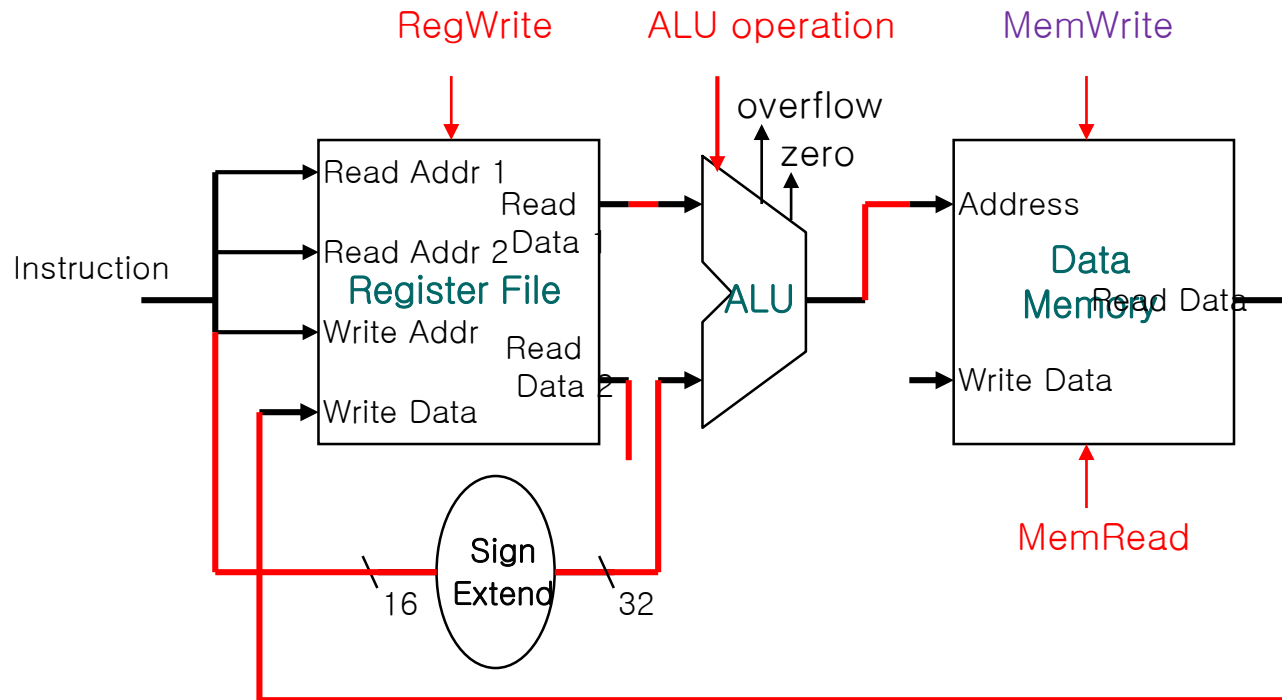 RegWrite
ALU operation
MemWrite
overflow
zero
Instruction
Read Addr 1
Read Addr 2
Write Addr
Write Data
Register File
Read
Data 1
Read
Data 2
ALU
Address
Data
Memory
Read Data
Write Data
MemRead
Sign
Extend
16
32